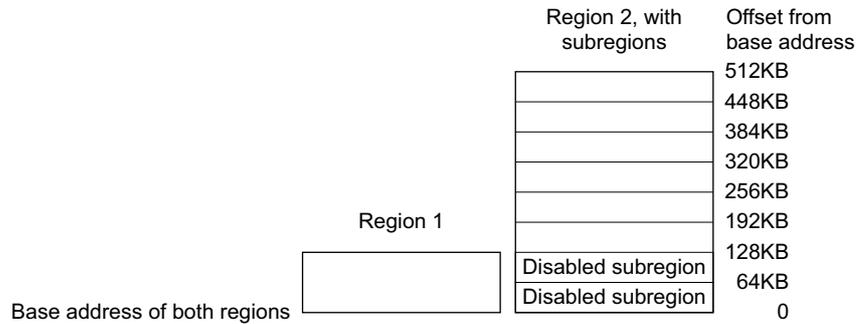 Region 2, with
subregions
Offset from
base address
512KB
448KB
384KB
320KB
256KB
192KB
Region 1
128KB
Disabled subregion
64KB
Disabled subregion
Base address of both regions
0